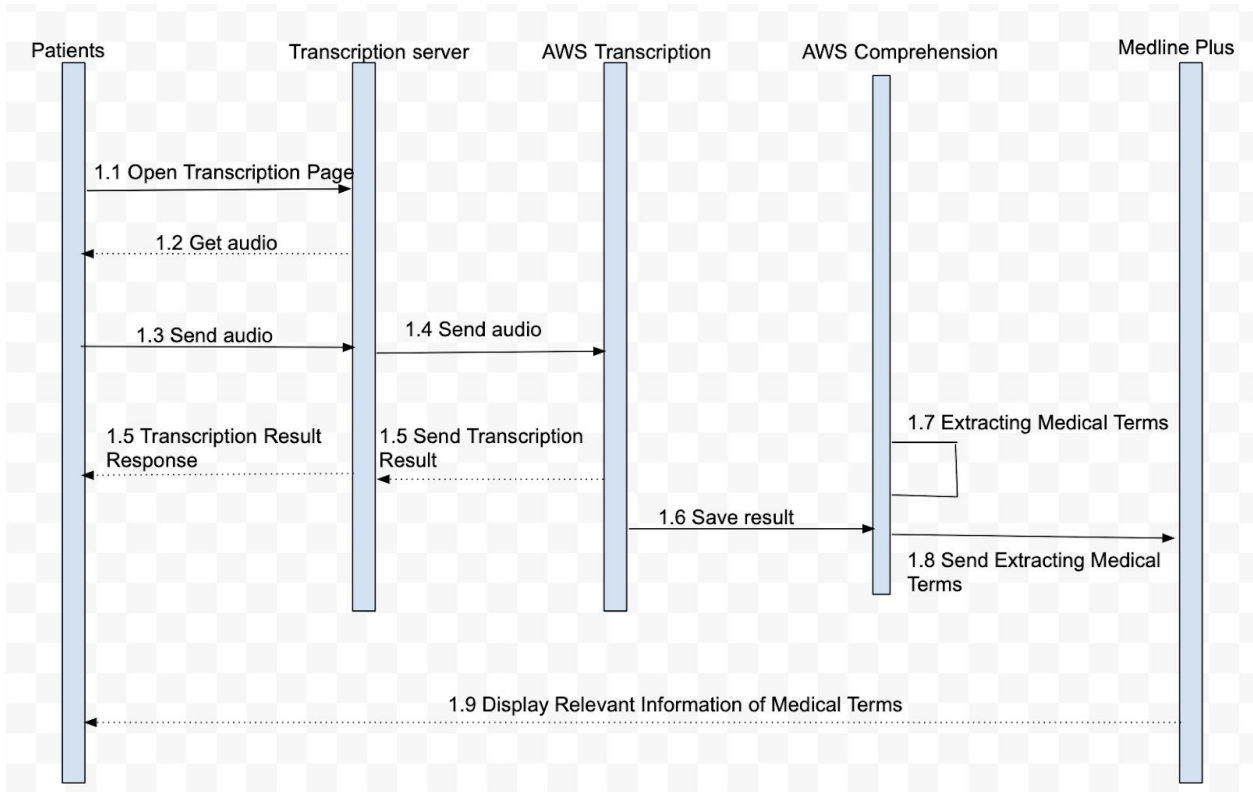 Patients
Transcription server
AWS Transcription
AWS Comprehension
Medline Plus
1.1 Open Transcription Page
1.2 Get audio
1.3 Send audio
1.4 Send audio
1.5 Transcription Result
Response
1.5 Send Transcription
Result
1.7 Extracting Medical Terms
1.6 Save result
1.8 Send Extracting Medical
Terms
1.9 Display Relevant Information of Medical Terms